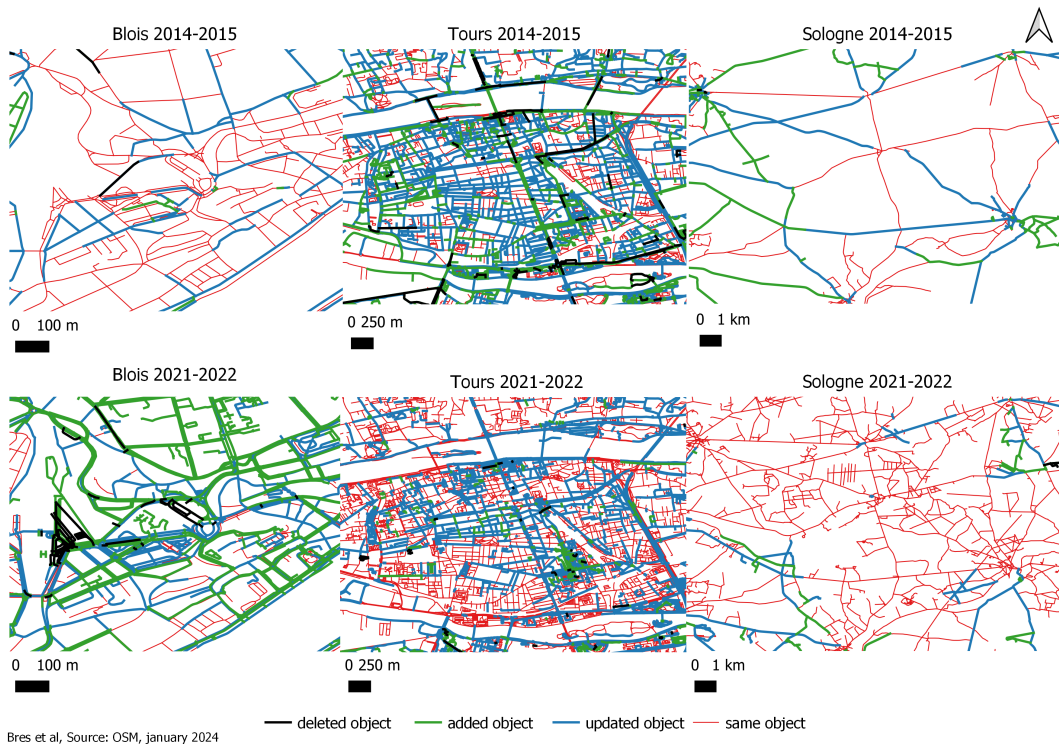 Blois 2014-2015
Tours 2014-2015
Sologne 2014-2015
0 100 m
0 250 m
0 1 km
Blois 2021-2022
Tours 2021-2022
Sologne 2021-2022
0 100 m
0 250 m
0 1 km
deleted object
added object
updated object
same object
Bres et al, Source: OSM, january 2024